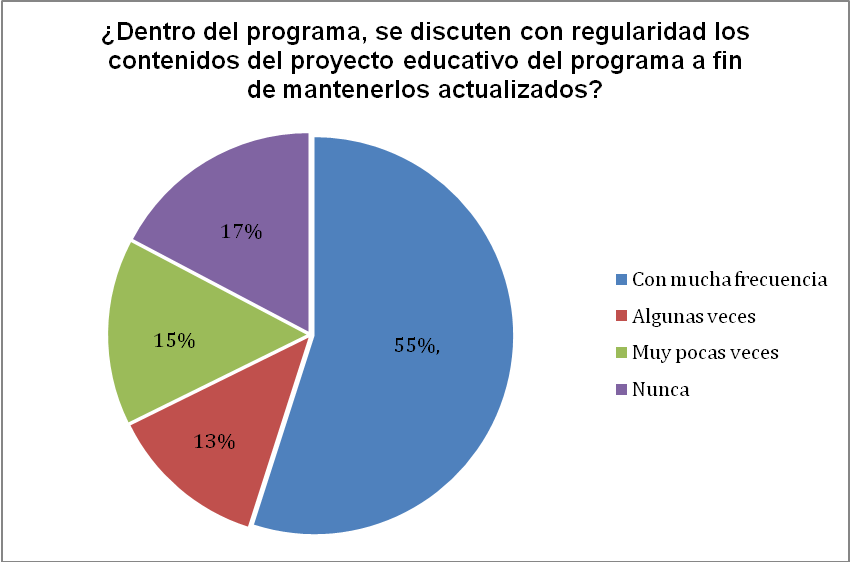 ¿Dentro del programa, se discuten con regularidad los
contenidos del proyecto educativo del programa a fin
de mantenerlos actualizados?
17%
15%
55%,
13%
Con mucha frecuencia
Algunas veces
Muy pocas veces
Nunca